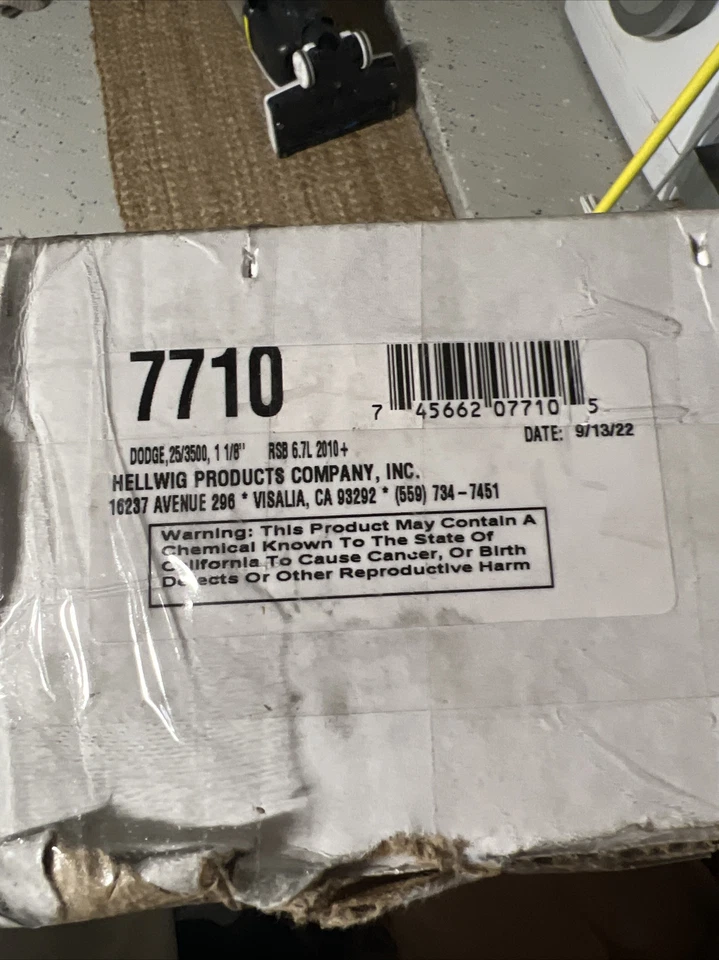 7710
7 45662 07710 5
DATE: 9/13/22
DODGE,25/3500, 1 1/8" RSB 6.7L 2010+
HELLWIG PRODUCTS COMPANY, INC.
16237 AVENUE 296 * VISALIA, CA 93292 * (559) 734-7451
Warning: This Product May Contain A
Chemical Known To The State Of
California To Cause Cancer, Or Birth
Defects Or Other Reproductive Harm